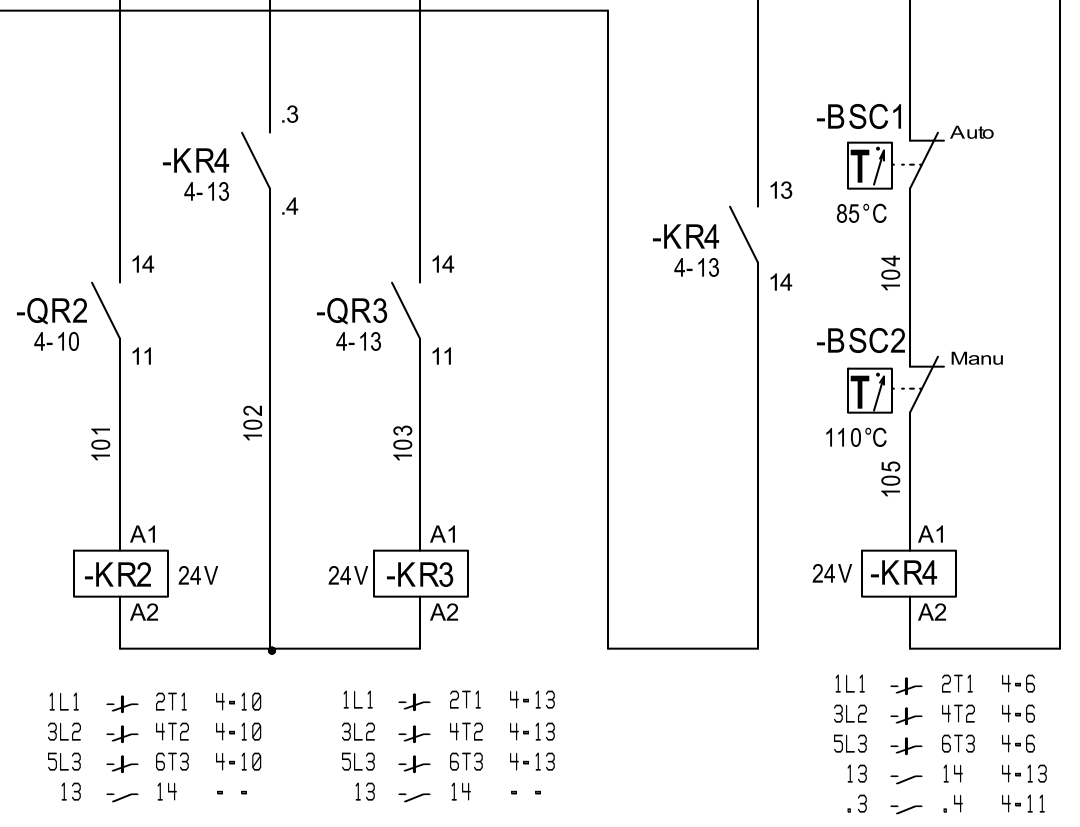 .3
-KR4
4-13
.4
14
-QR2
4-10
11
101
102
14
-QR3
4-13
11
103
13
-KR4
4-13
14
-BSC1
Auto
T
85°C
104
-BSC2
Manu
T
110°C
105
A1
-KR2 24V
A2
A1
24V -KR3
A2
A1
24V -KR4
A2
1L1 2T1 4-10
3L2 4T2 4-10
5L3 6T3 4-10
13 14 - -
1L1 2T1 4-13
3L2 4T2 4-13
5L3 6T3 4-13
13 14 - -
1L1 2T1 4-6
3L2 4T2 4-6
5L3 6T3 4-6
13 14 4-13
.3 .4 4-11